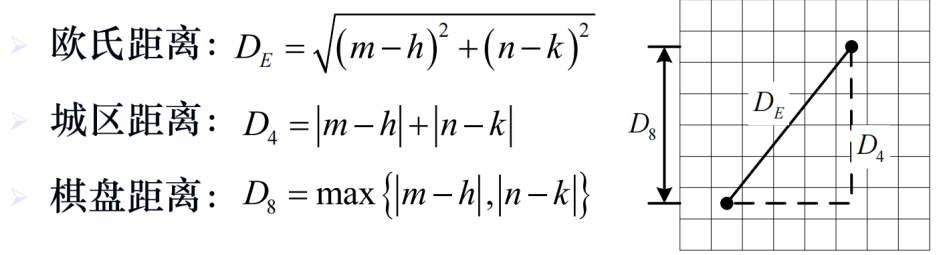 欧氏距离：D_E = √((m−h)² + (n−k)²)
城区距离：D_4 = |m−h| + |n−k|
棋盘距离：D_8 = max{|m−h|,|n−k|}
D_E
D_8
D_4